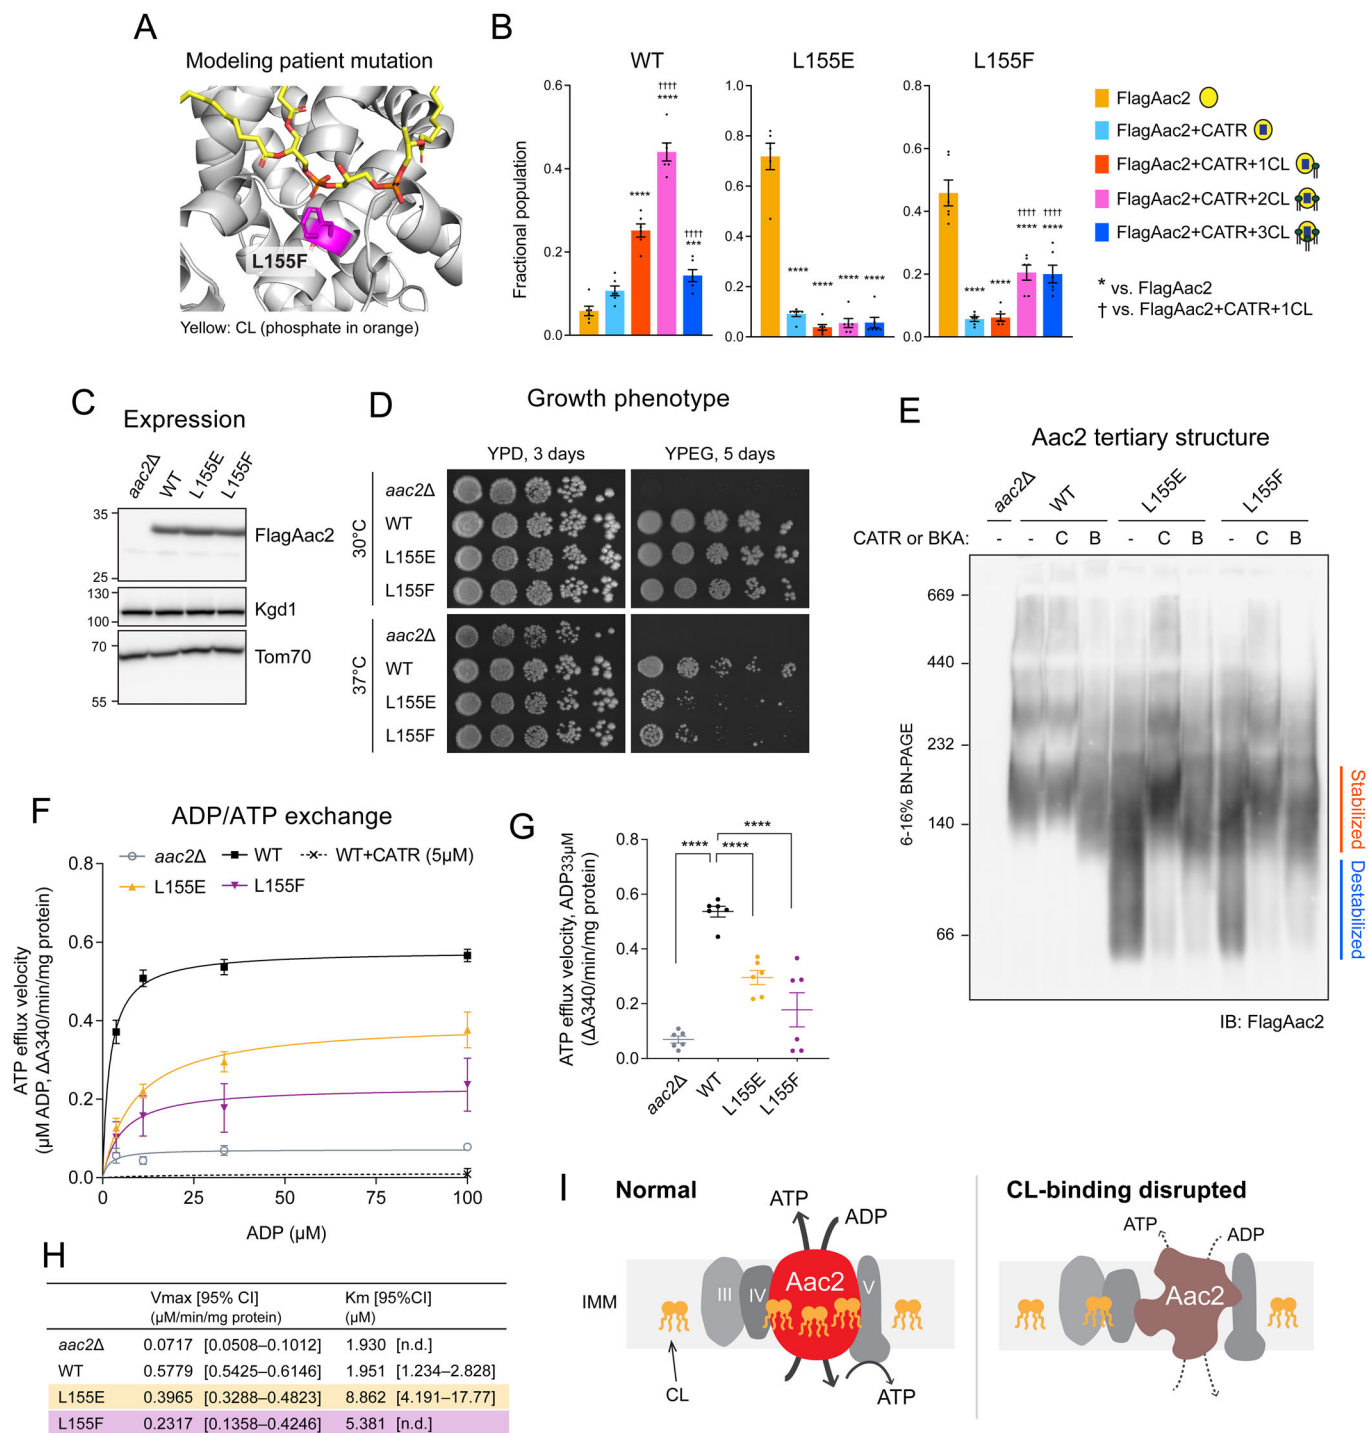 A
Modeling patient mutation
L155F
Yellow: CL (phosphate in orange)
B
WT
L155E
L155F
Fractional population
0.6
0.4
0.2
0.0
1.0
0.8
0.6
0.4
0.2
0.0
0.8
0.6
0.4
0.2
0.0
****
††††
****
††††
***
**** **** **** ****
**** ****
††††
****
††††
****
FlagAac2
FlagAac2+CATR
FlagAac2+CATR+1CL
FlagAac2+CATR+2CL
FlagAac2+CATR+3CL
* vs. FlagAac2
† vs. FlagAac2+CATR+1CL
C
Expression
aac2Δ WT L155E L155F
35
25
FlagAac2
130
100
Kgd1
70
55
Tom70
D
Growth phenotype
YPD, 3 days YPEG, 5 days
30°C
aac2Δ
WT
L155E
L155F
37°C
aac2Δ
WT
L155E
L155F
E
Aac2 tertiary structure
aac2Δ WT L155E L155F
CATR or BKA: - - C B - C B - C B
6-16% BN-PAGE
669
440
232
140
66
Stabilized
Destabilized
IB: FlagAac2
F
ADP/ATP exchange
aac2Δ WT WT+CATR (5μM)
L155E L155F
ATP efflux velocity
(μM ADP, ΔA340/min/mg protein)
0.8
0.6
0.4
0.2
0.0
0 25 50 75 100
ADP (μM)
G
ATP efflux velocity, ADP33μM
(ΔA340/min/mg protein)
0.8
0.6
0.4
0.2
0.0
****
**** ****
aac2Δ WT L155E L155F
H
Vmax [95% CI] Km [95%CI]
(μM/min/mg protein) (μM)
aac2Δ 0.0717 [0.0508–0.1012] 1.930 [n.d.]
WT 0.5779 [0.5425–0.6146] 1.951 [1.234–2.828]
L155E 0.3965 [0.3288–0.4823] 8.862 [4.191–17.77]
L155F 0.2317 [0.1358–0.4246] 5.381 [n.d.]
I
Normal
ATP
ADP
IMM
III
IV
Aac2
V
CL
ATP
CL-binding disrupted
ATP
ADP
Aac2